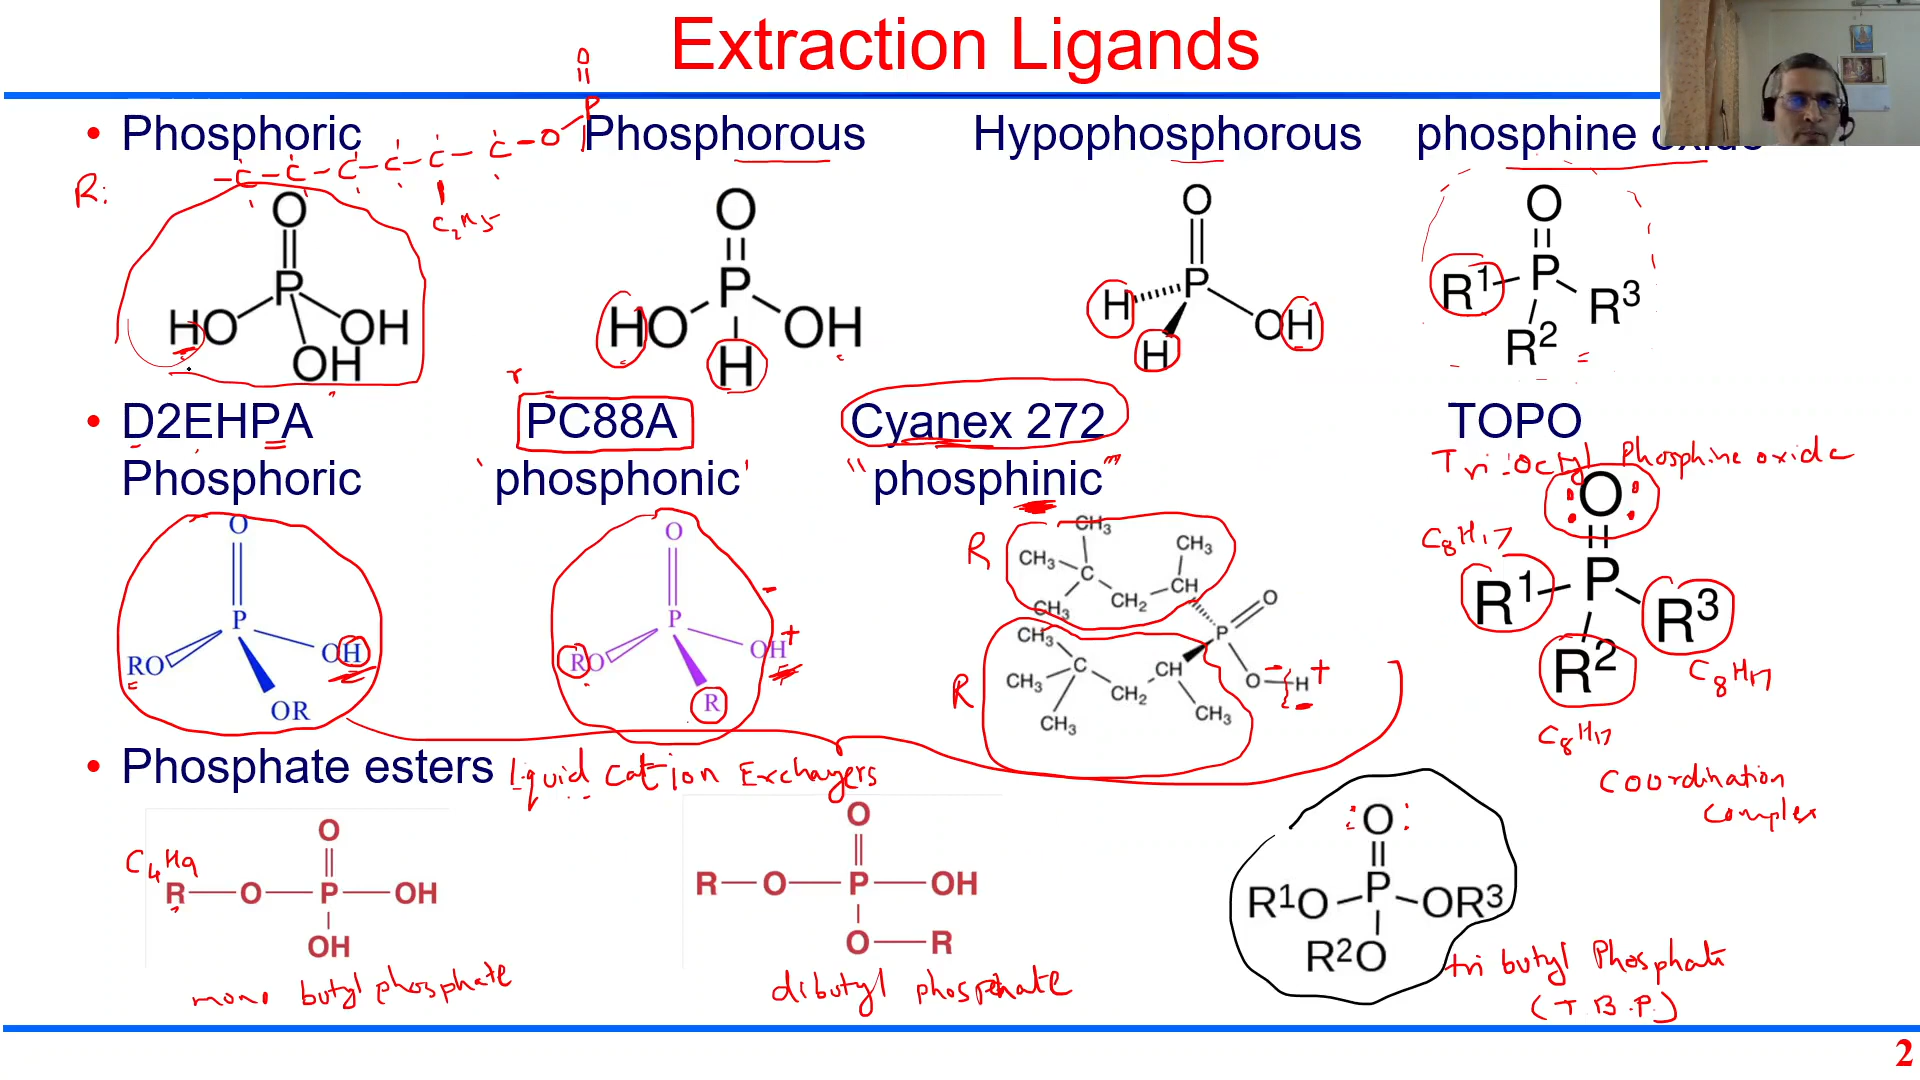 Extraction Ligands
• Phosphoric Phosphorous Hypophosphorous phosphine
O
P
R: - C - C - C - C - C - C - O
C2H5
O
P
HO OH
OH
O
P
HO OH
H
O
P
H OH
H
O
P
R1 R3
R2
• D2EHPA PC88A Cyanex 272 TOPO
Tri octyl Phosphine oxide
Phosphoric 'phosphonic' "phosphinic"
O
P
RO OH
OR
O
P
RO OH +
R
-
R
CH3
CH3 C CH3
CH3 CH2 CH
P O
R
CH3
CH3 C CH
CH3 CH2 CH3
O - H +
O
C8H17
R1 P R3
R2
C8H17
C8H17
Coordination
complex
• Phosphate esters liquid cation Exchangers
C4H9
O
R O P OH
OH
mono butyl phosphate
O
R O P OH
O R
dibutyl phosphate
: O :
R1O P OR3
R2O
tri butyl Phosphate
(T.B.P.)
2